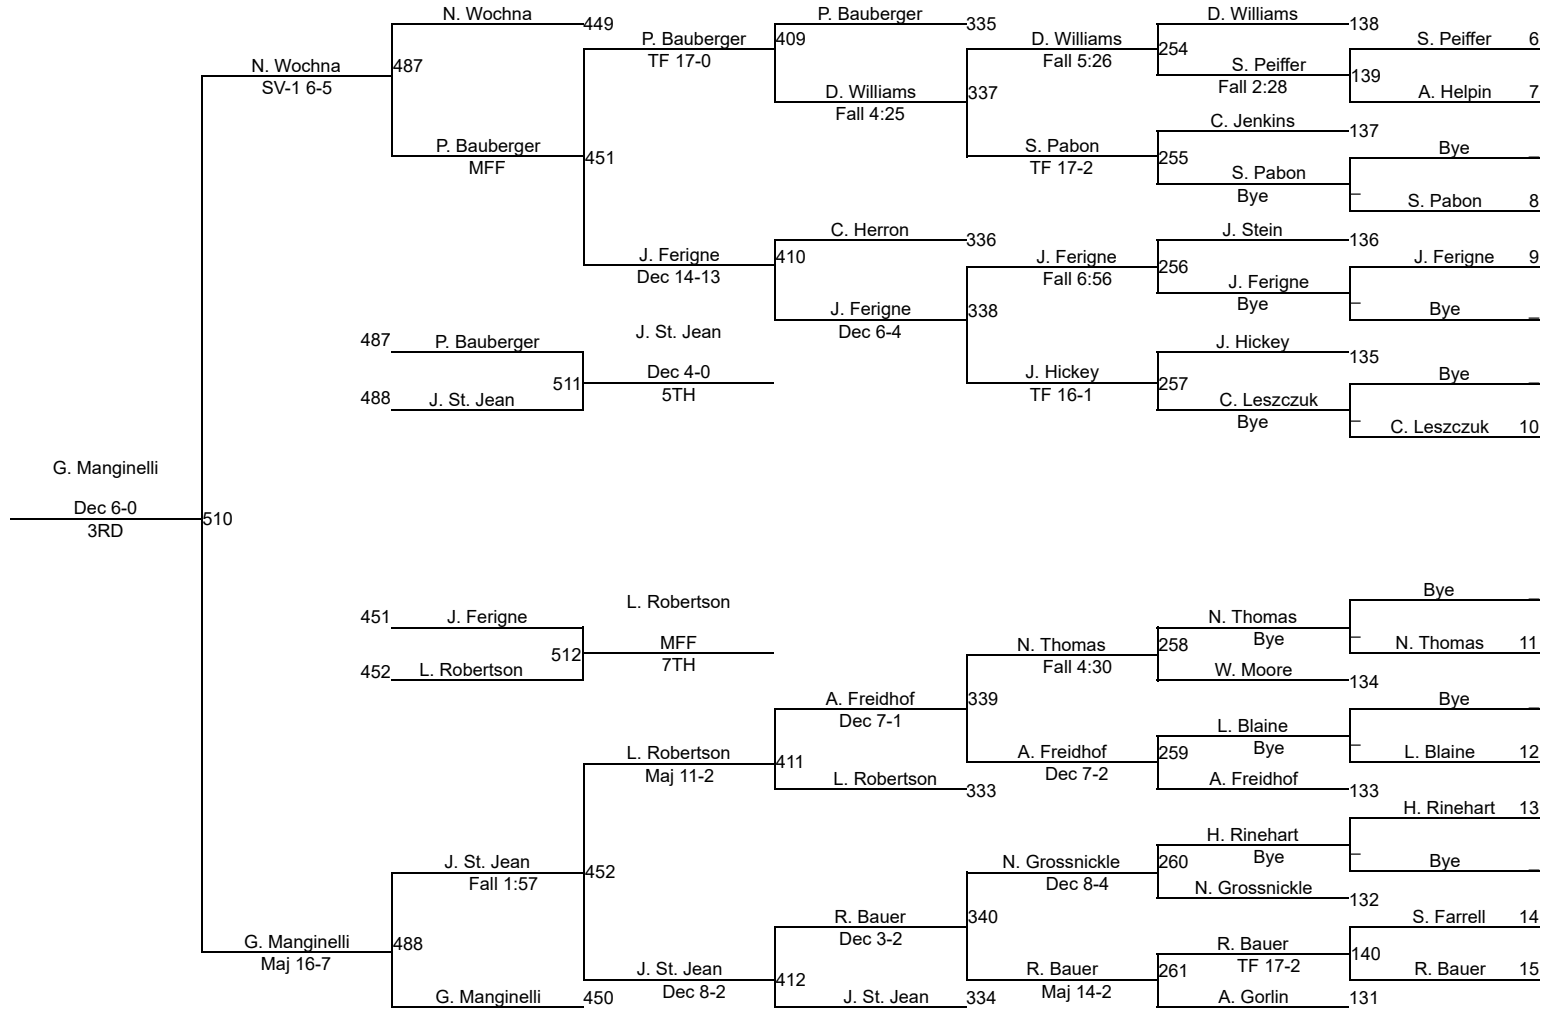 N. Wochna
449
P. Bauberger
335
D. Williams
138
P. Bauberger
409
D. Williams
254
S. Peiffer
6
TF 17-0
Fall 5:26
N. Wochna
487
S. Peiffer
139
SV-1 6-5
Fall 2:28
D. Williams
337
A. Helpin
7
Fall 4:25
C. Jenkins
137
P. Bauberger
451
S. Pabon
255
Bye
_
MFF
TF 17-2
S. Pabon
_
Bye
S. Pabon
8
C. Herron
336
J. Stein
136
J. Ferigne
410
J. Ferigne
256
J. Ferigne
9
Dec 14-13
Fall 6:56
J. Ferigne
_
Bye
J. Ferigne
338
Bye
_
Dec 6-4
J. St. Jean
487
P. Bauberger
J. Hickey
135
511
Dec 4-0
J. Hickey
257
Bye
_
5TH
TF 16-1
488
J. St. Jean
C. Leszczuk
_
Bye
C. Leszczuk
10
G. Manginelli
Dec 6-0
510
3RD
Bye
_
L. Robertson
451
J. Ferigne
N. Thomas
_
Bye
512
MFF
N. Thomas
258
N. Thomas
11
7TH
Fall 4:30
452
L. Robertson
W. Moore
134
A. Freidhof
339
Bye
_
Dec 7-1
L. Blaine
_
Bye
L. Robertson
411
A. Freidhof
259
L. Blaine
12
Maj 11-2
Dec 7-2
L. Robertson
333
A. Freidhof
133
H. Rinehart
13
H. Rinehart
_
Bye
J. St. Jean
452
N. Grossnickle
260
Bye
_
Fall 1:57
Dec 8-4
N. Grossnickle
132
R. Bauer
340
S. Farrell
14
Dec 3-2
G. Manginelli
488
R. Bauer
140
Maj 16-7
TF 17-2
J. St. Jean
412
R. Bauer
261
R. Bauer
15
Dec 8-2
Maj 14-2
G. Manginelli
450
J. St. Jean
334
A. Gorlin
131